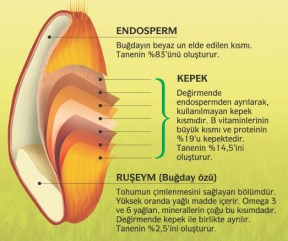 ENDOSPERM
Buğdayın beyaz un elde edilen kısmı.
Tanenin %83'ünü oluşturur.
KEPEK
Değirmende
endospermden ayrılarak,
kullanılmayan kepek
kısmıdır. B vitaminlerinin
büyük kısmı ve proteinin
%19'u kepektedir.
Tanenin %14,5'ini
oluşturur.
RUŞEYM (Buğday özü)
Tohumun çimlenmesini sağlayan bölümdür.
Yüksek oranda yağlı madde içerir. Omega 3
ve 6 yağları, minerallerin çoğu bu kısımdadır.
Değirmende kepek ile birlikte ayrılır.
Tanenin %2,5'ini oluşturur.